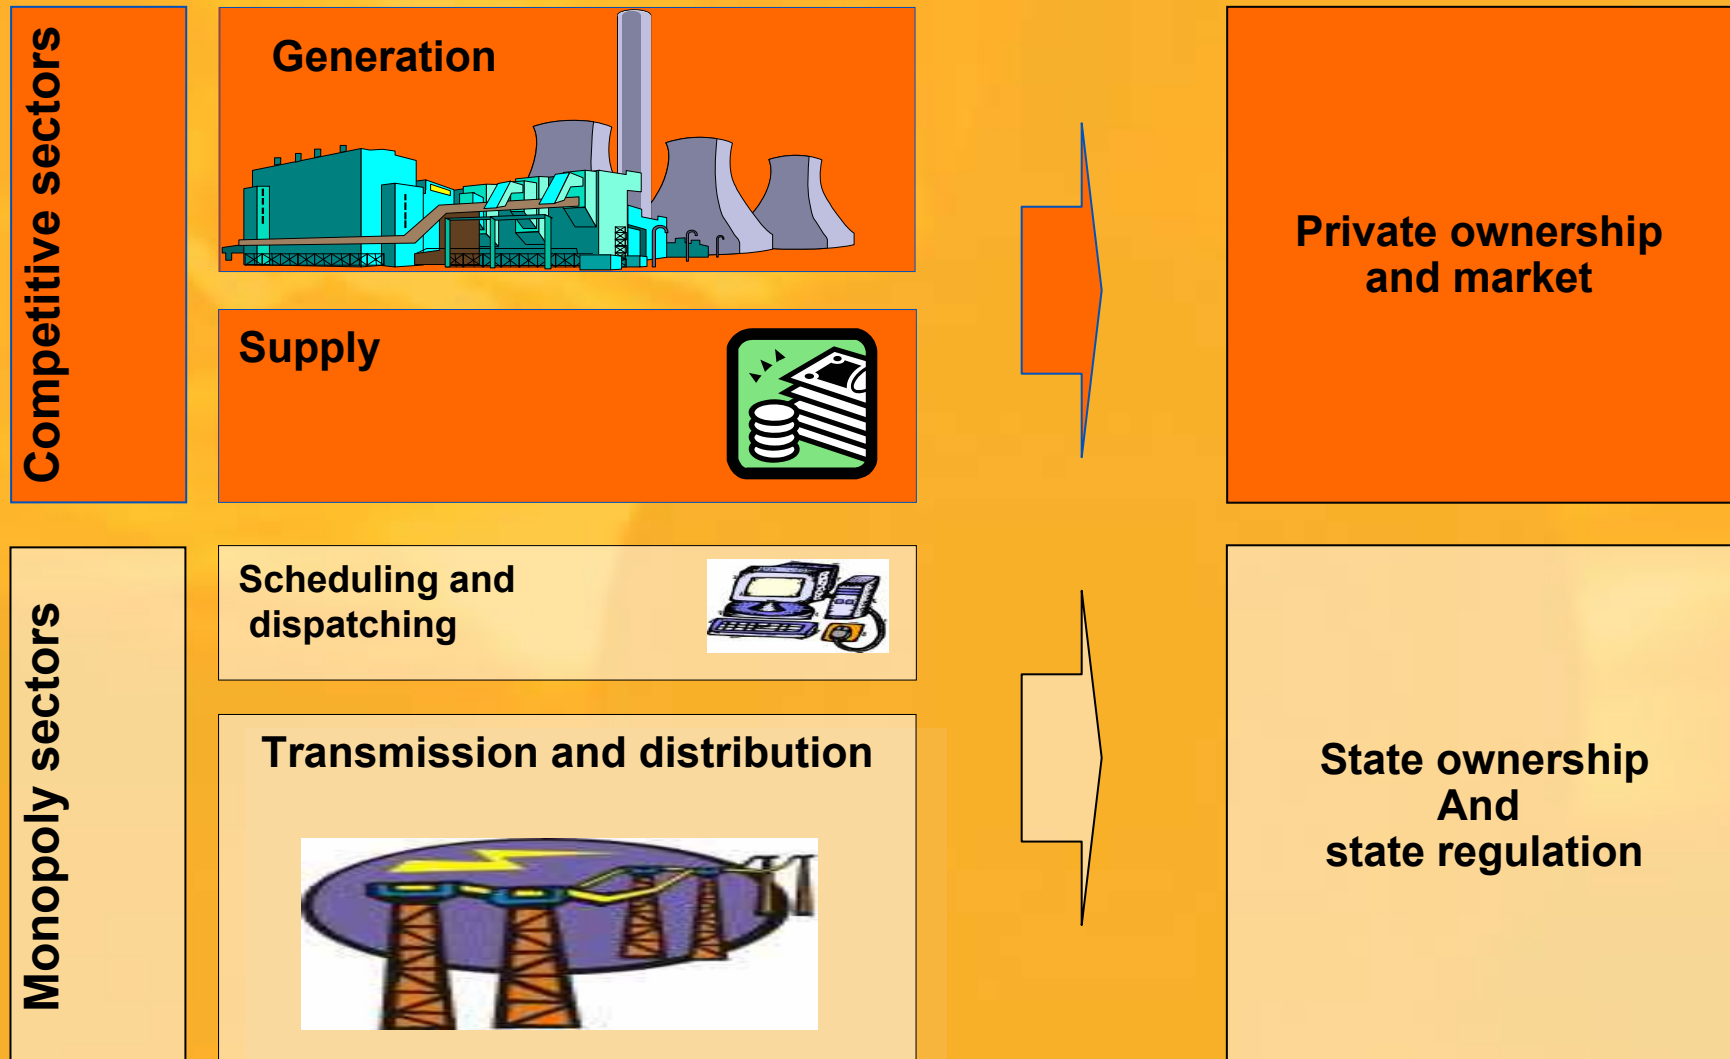 Competitive sectors
Generation
Supply
Private ownership
and market
Monopoly sectors
Scheduling and
dispatching
Transmission and distribution
State ownership
And
state regulation